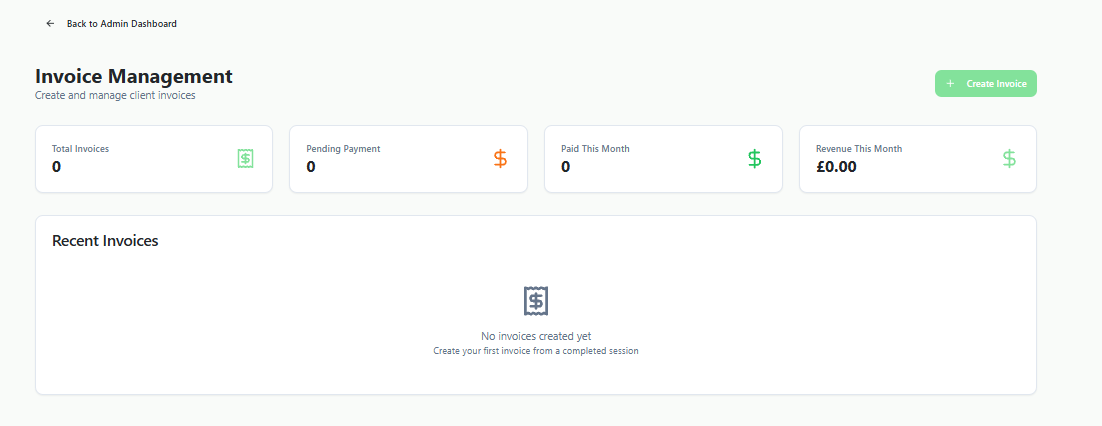 Back to Admin Dashboard
Invoice Management
Create and manage client invoices
Create Invoice
Total Invoices
0
Pending Payment
0
Paid This Month
0
Revenue This Month
£0.00
Recent Invoices
No invoices created yet
Create your first invoice from a completed session